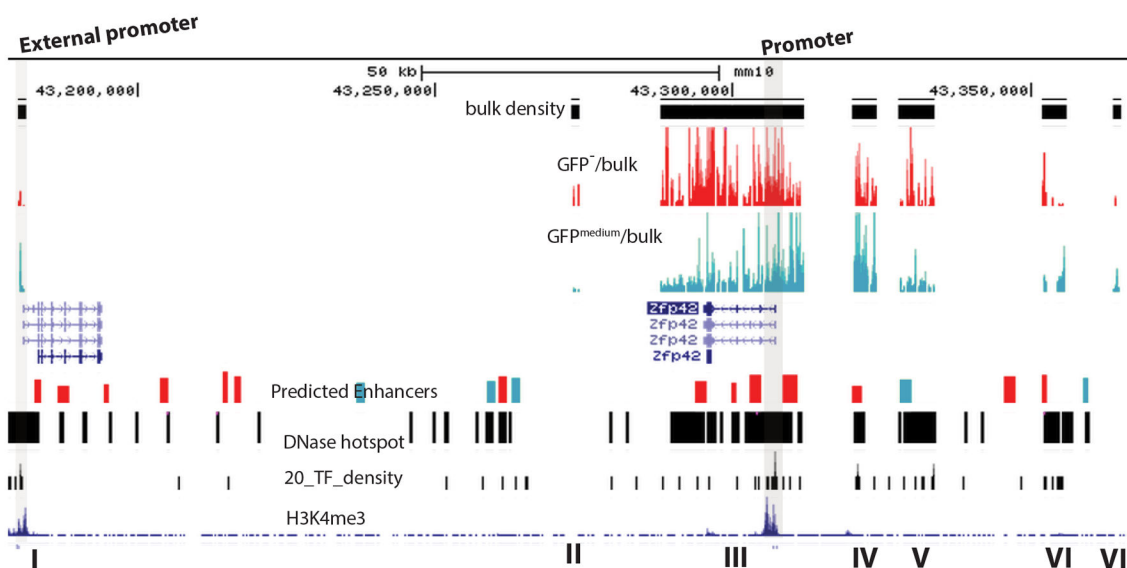 External promoter
Promoter
50 kb mm10
43,200,000 43,250,000 43,300,000 43,350,000
bulk density
GFP⁻/bulk
GFPᵐᵉᵈⁱᵘᵐ/bulk
Zfp42
Zfp42
Zfp42
Zfp42
Predicted Enhancers
DNase hotspot
20_TF_density
H3K4me3
I II III IV V VI VI